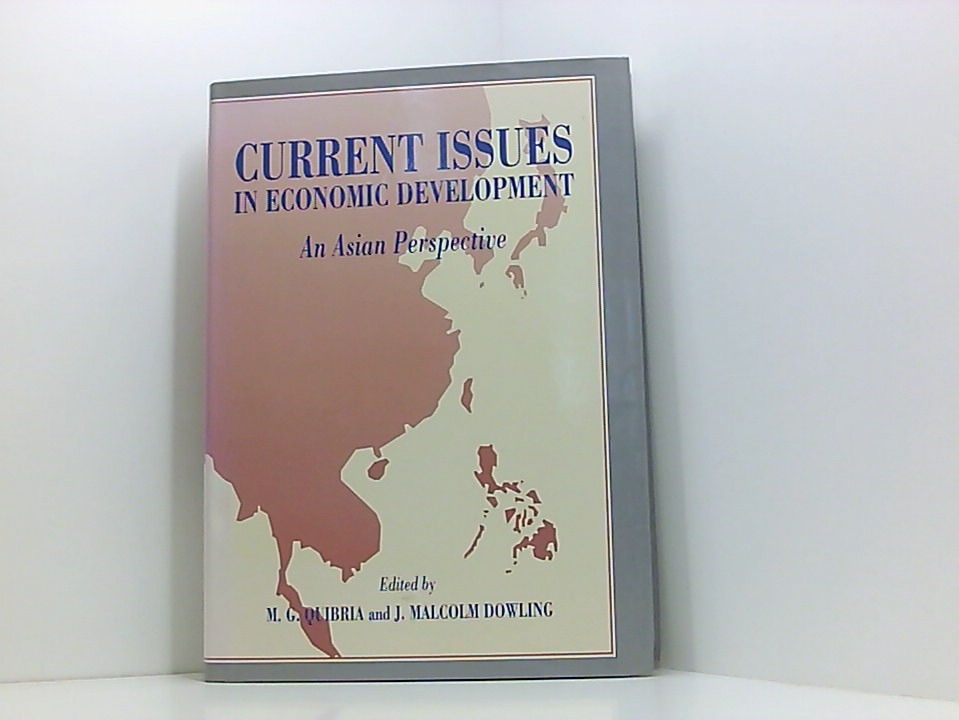 CURRENT ISSUES
IN ECONOMIC DEVELOPMENT
An Asian Perspective
Edited by
M. G. QUIBRIA and J. MALCOLM DOWLING